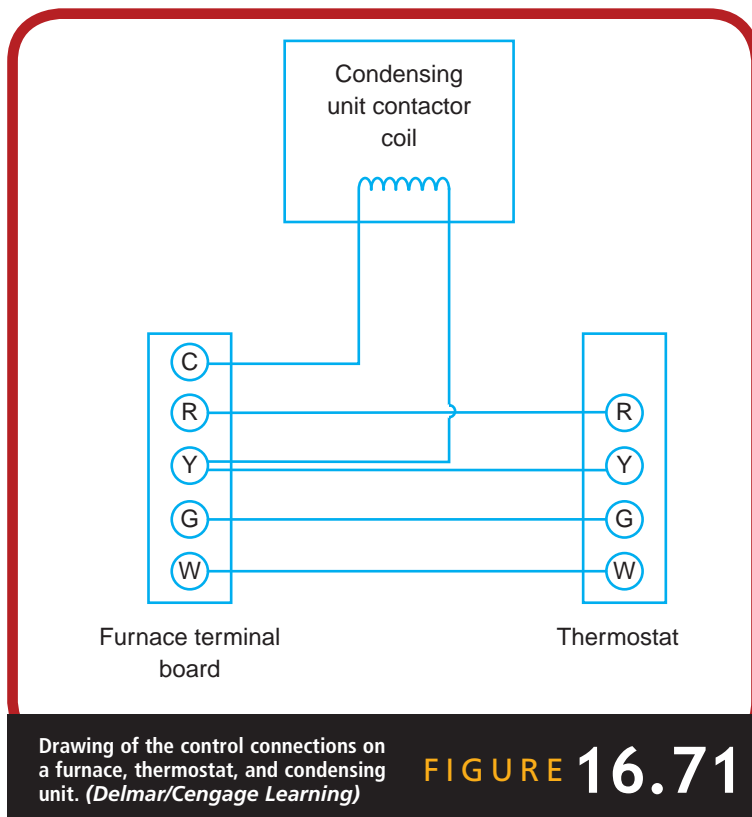 Condensing
unit contactor
coil
C
R
Y
G
W
R
Y
G
W
Furnace terminal
board
Thermostat
Drawing of the control connections on
a furnace, thermostat, and condensing
unit. (Delmar/Cengage Learning)
FIGURE 16.71